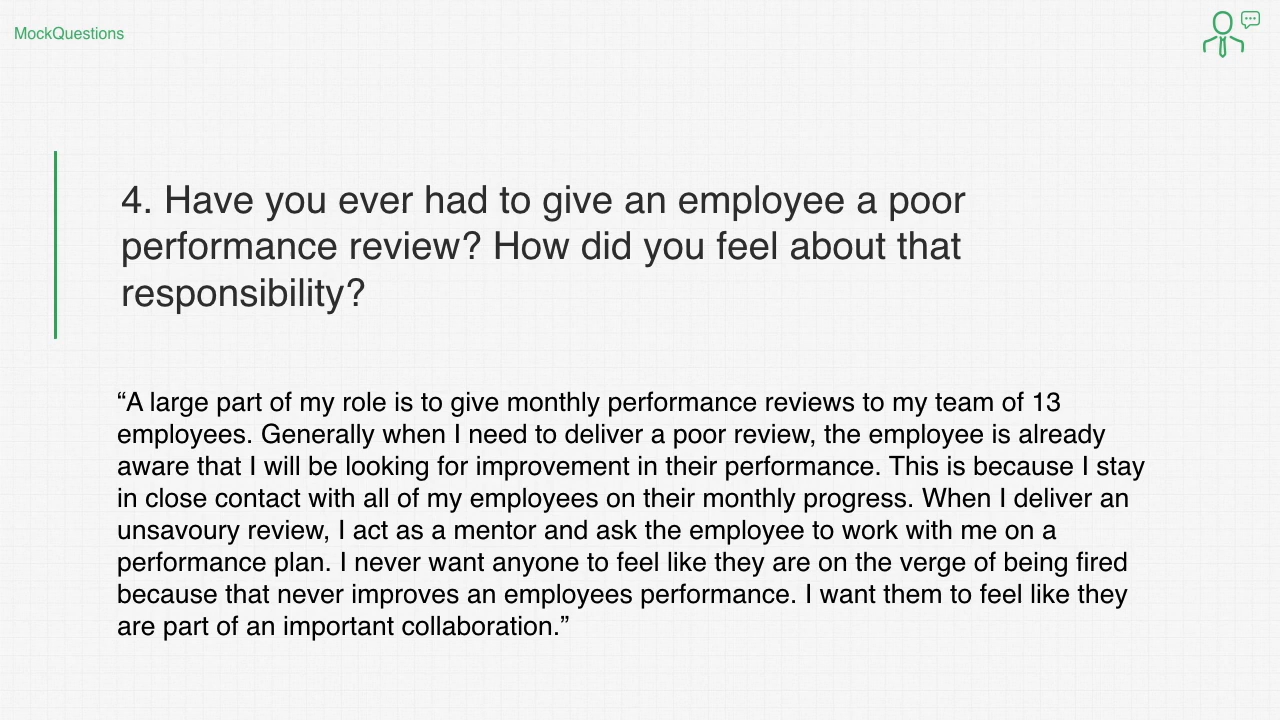 MockQuestions
4. Have you ever had to give an employee a poor
performance review? How did you feel about that
responsibility?
“A large part of my role is to give monthly performance reviews to my team of 13
employees. Generally when I need to deliver a poor review, the employee is already
aware that I will be looking for improvement in their performance. This is because I stay
in close contact with all of my employees on their monthly progress. When I deliver an
unsavoury review, I act as a mentor and ask the employee to work with me on a
performance plan. I never want anyone to feel like they are on the verge of being fired
because that never improves an employees performance. I want them to feel like they
are part of an important collaboration.”